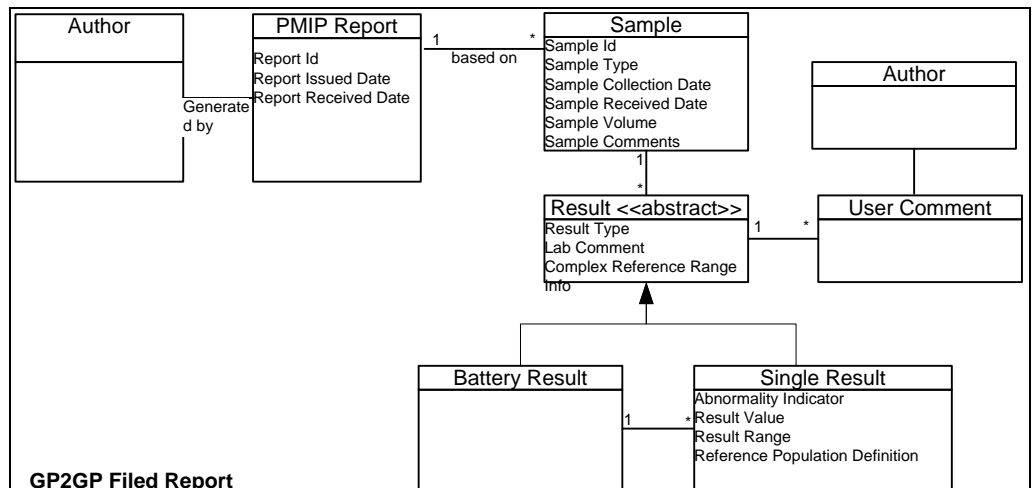 Author
PMIP Report
Report Id
Report Issued Date
Report Received Date
Generate
d by
1
*
based on
Sample
Sample Id
Sample Type
Sample Collection Date
Sample Received Date
Sample Volume
Sample Comments
Author
1
*
Result <<abstract>>
Result Type
Lab Comment
Complex Reference Range
Info
1
*
User Comment
Battery Result
1
*
Single Result
Abnormality Indicator
Result Value
Result Range
Reference Population Definition
GP2GP Filed Report